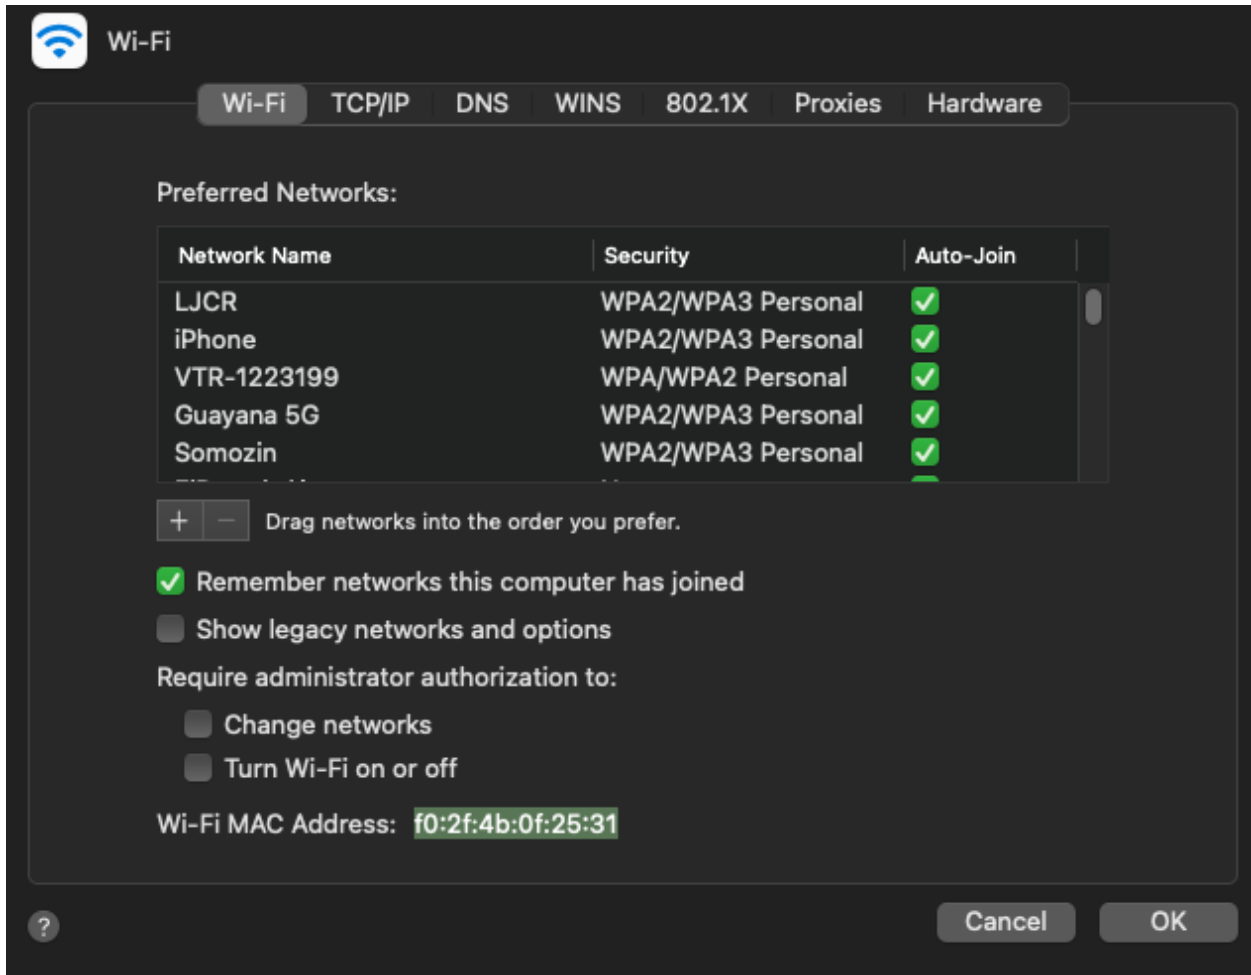 Wi-Fi
Wi-Fi TCP/IP DNS WINS 802.1X Proxies Hardware
Preferred Networks:
Network Name Security Auto-Join
LJCR WPA2/WPA3 Personal
iPhone WPA2/WPA3 Personal
VTR-1223199 WPA/WPA2 Personal
Guayana 5G WPA2/WPA3 Personal
Somozin WPA2/WPA3 Personal
+ − Drag networks into the order you prefer.
Remember networks this computer has joined
Show legacy networks and options
Require administrator authorization to:
Change networks
Turn Wi-Fi on or off
Wi-Fi MAC Address: f0:2f:4b:0f:25:31
? Cancel OK